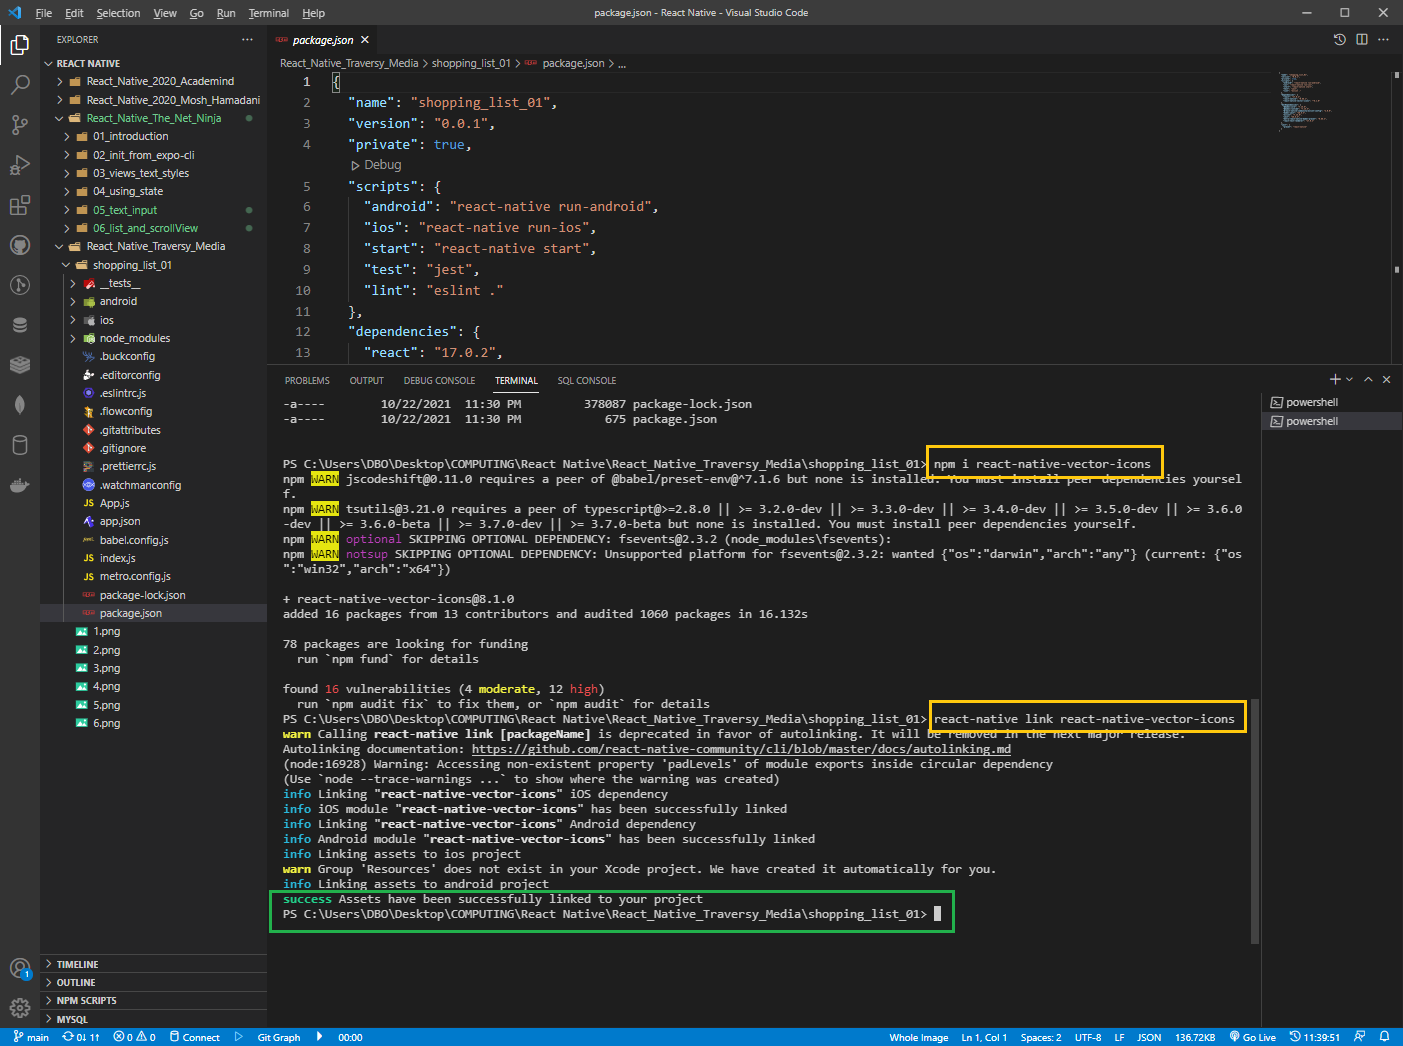 File Edit Selection View Go Run Terminal Help
package.json - React Native - Visual Studio Code
EXPLORER
REACT NATIVE
React_Native_2020_Academind
React_Native_2020_Mosh_Hamadani
React_Native_The_Net_Ninja
01_introduction
02_init_from_expo-cli
03_views_text_styles
04_using_state
05_text_input
06_list_and_scrollView
React_Native_Traversy_Media
shopping_list_01
__tests__
android
ios
node_modules
.buckconfig
.editorconfig
.eslintrc.js
.flowconfig
.gitattributes
.gitignore
.prettierrc.js
.watchmanconfig
JS App.js
app.json
babel.config.js
JS index.js
JS metro.config.js
package-lock.json
package.json
1.png
2.png
3.png
4.png
5.png
6.png
TIMELINE
OUTLINE
NPM SCRIPTS
MYSQL
1
package.json
React_Native_Traversy_Media > shopping_list_01 > package.json > ...
1 {
2 "name": "shopping_list_01",
3 "version": "0.0.1",
4 "private": true,
Debug
5 "scripts": {
6 "android": "react-native run-android",
7 "ios": "react-native run-ios",
8 "start": "react-native start",
9 "test": "jest",
10 "lint": "eslint ."
11 },
12 "dependencies": {
13 "react": "17.0.2",
PROBLEMS OUTPUT DEBUG CONSOLE TERMINAL SQL CONSOLE
powershell
powershell
-a---- 10/22/2021 11:30 PM 378087 package-lock.json
-a---- 10/22/2021 11:30 PM 675 package.json
PS C:\Users\DBO\Desktop\COMPUTING\React Native\React_Native_Traversy_Media\shopping_list_01> npm i react-native-vector-icons
npm WARN jscodeshift@0.11.0 requires a peer of @babel/preset-env@^7.1.6 but none is installed. You must install peer dependencies yoursel
f.
npm WARN tsutils@3.21.0 requires a peer of typescript@>=2.8.0 || >= 3.2.0-dev || >= 3.3.0-dev || >= 3.4.0-dev || >= 3.5.0-dev || >= 3.6.0
-dev || >= 3.6.0-beta || >= 3.7.0-dev || >= 3.7.0-beta but none is installed. You must install peer dependencies yourself.
npm WARN optional SKIPPING OPTIONAL DEPENDENCY: fsevents@2.3.2 (node_modules\fsevents):
npm WARN notsup SKIPPING OPTIONAL DEPENDENCY: Unsupported platform for fsevents@2.3.2: wanted {"os":"darwin","arch":"any"} (current: {"os
":"win32","arch":"x64"})
+ react-native-vector-icons@8.1.0
added 16 packages from 13 contributors and audited 1060 packages in 16.132s
78 packages are looking for funding
run `npm fund` for details
found 16 vulnerabilities (4 moderate, 12 high)
run `npm audit fix` to fix them, or `npm audit` for details
PS C:\Users\DBO\Desktop\COMPUTING\React Native\React_Native_Traversy_Media\shopping_list_01> react-native link react-native-vector-icons
warn Calling react-native link [packageName] is deprecated in favor of autolinking. It will be removed in the next major release.
Autolinking documentation: https://github.com/react-native-community/cli/blob/master/docs/autolinking.md
(node:16928) Warning: Accessing non-existent property 'padLevels' of module exports inside circular dependency
(Use `node --trace-warnings ...` to show where the warning was created)
info Linking "react-native-vector-icons" iOS dependency
info iOS module "react-native-vector-icons" has been successfully linked
info Linking "react-native-vector-icons" Android dependency
info Android module "react-native-vector-icons" has been successfully linked
info Linking assets to ios project
warn Group 'Resources' does not exist in your Xcode project. We have created it automatically for you.
info Linking assets to android project
success Assets have been successfully linked to your project
PS C:\Users\DBO\Desktop\COMPUTING\React Native\React_Native_Traversy_Media\shopping_list_01>
main 0↓ 1↑ 0 0 Connect Git Graph 00:00 Whole Image Ln 1, Col 1 Spaces: 2 UTF-8 LF JSON 136.72KB Go Live 11:39:51